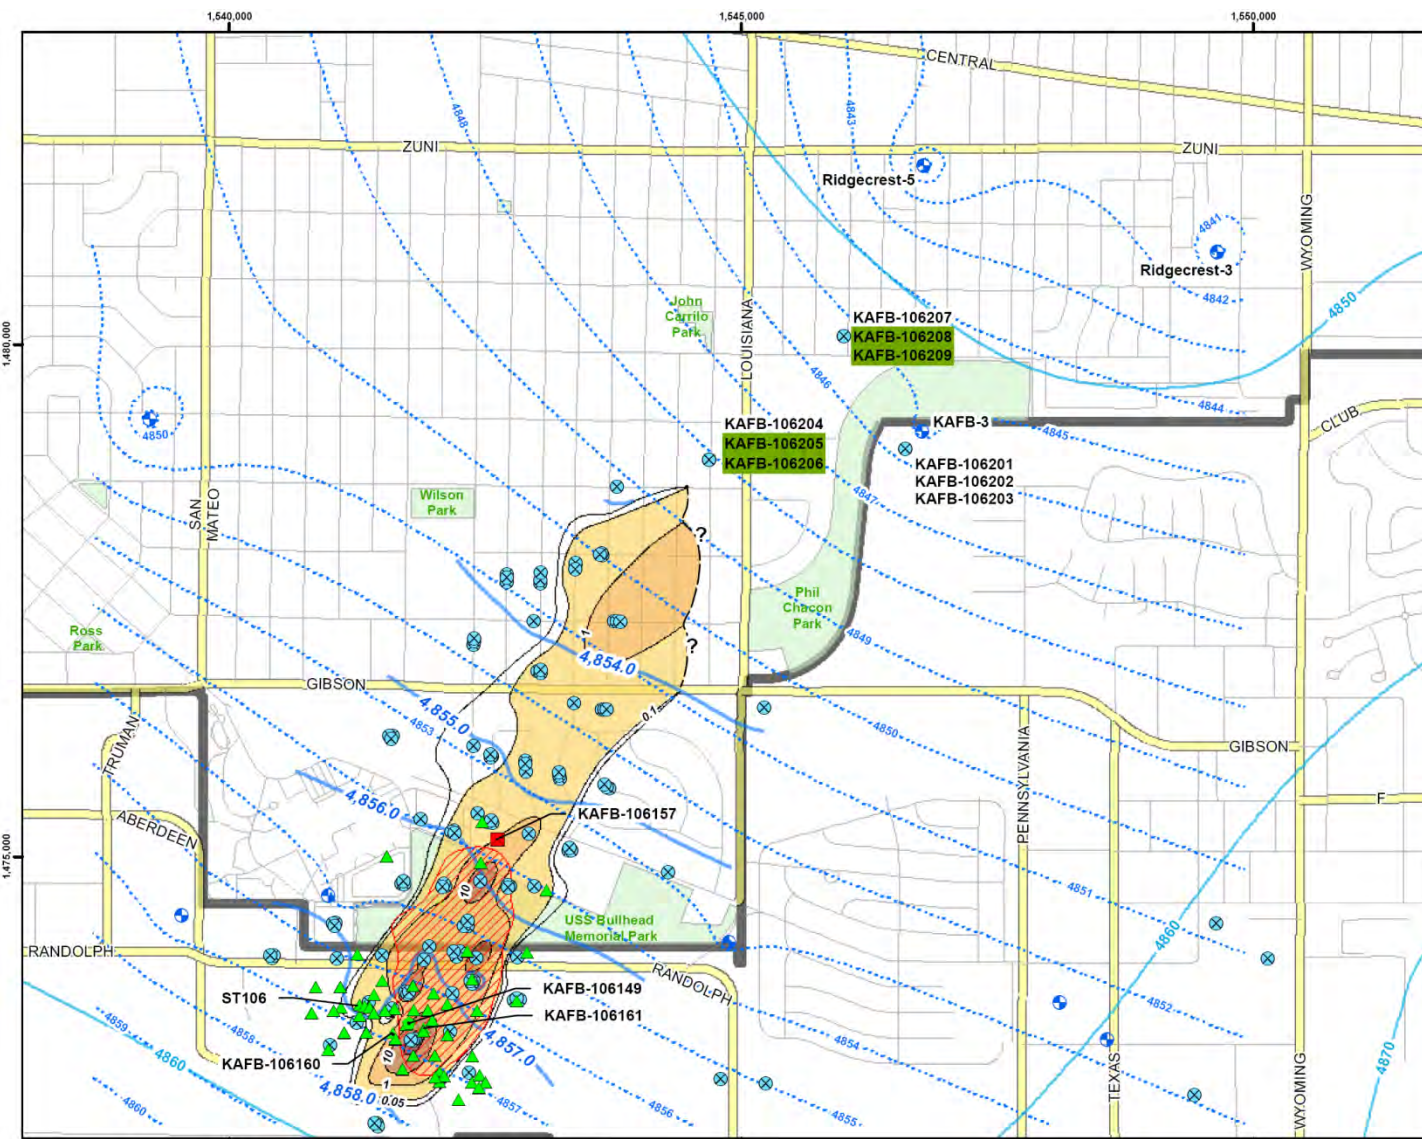 1,540,000
1,545,000
1,550,000
CENTRAL
4848
4843
ZUNI
ZUNI
Ridgecrest-5
WYOMING
4841
Ridgecrest-3
4842
4850
John
Carrilo
Park
LOUISIANA
KAFB-106207
KAFB-106208
KAFB-106209
1,480,000
4846
4844
4850
KAFB-106204
KAFB-106205
KAFB-106206
KAFB-3
4845
CLUB
KAFB-106201
KAFB-106202
KAFB-106203
4847
SAN
MATEO
Wilson
Park
?
Phil
Chacon
Park
Ross
Park
1
4849
?
4,854.0
GIBSON
4,855.0
4853
0.1
4850
TRUMAN
PENNSYLVANIA
GIBSON
4,856.0
F
ABERDEEN
KAFB-106157
1,475,000
10
4851
USS Bullhead
Memorial Park
4860
RANDOLPH
RANDOLPH
KAFB-106149
ST106
KAFB-106161
4852
4859
4858
4,857.0
4854
4860
KAFB-106160
10
1
0.05
4,858.0
4870
TEXAS
WYOMING
4860
4857
4856
4855